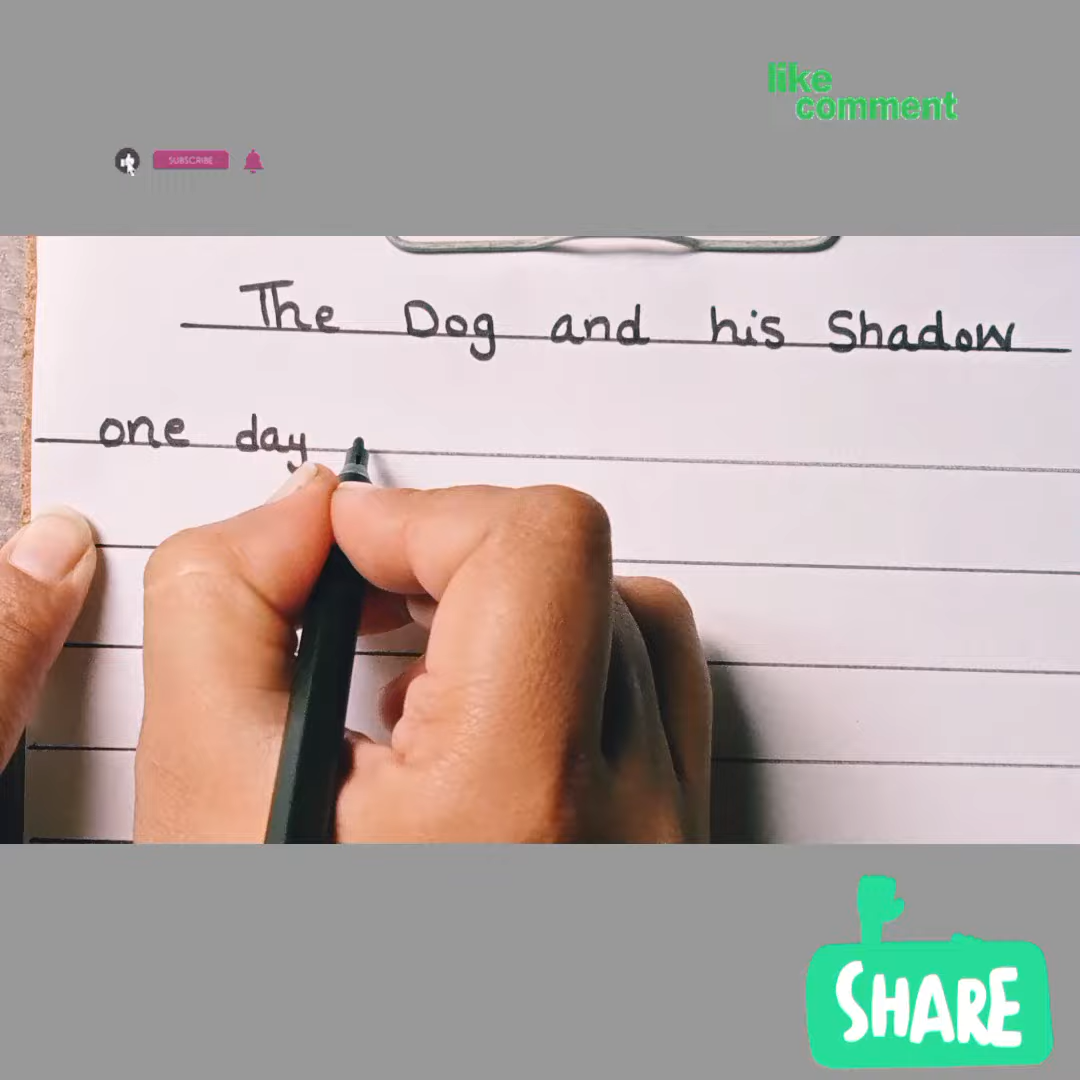 like
comment
SUBSCRIBE
The Dog and his Shadow
one day
SHARE